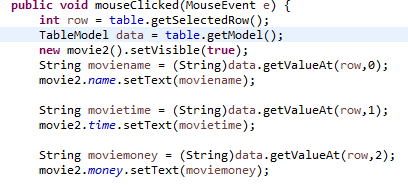 public void mouseClicked(MouseEvent e) {
int row = table.getSelectedRow();
TableModel data = table.getModel();
new movie2().setVisible(true);
String moviename = (String)data.getValueAt(row,0);
movie2.name.setText(moviename);
String movietime = (String)data.getValueAt(row,1);
movie2.time.setText(movietime);
String moviemoney = (String)data.getValueAt(row,2);
movie2.money.setText(moviemoney);